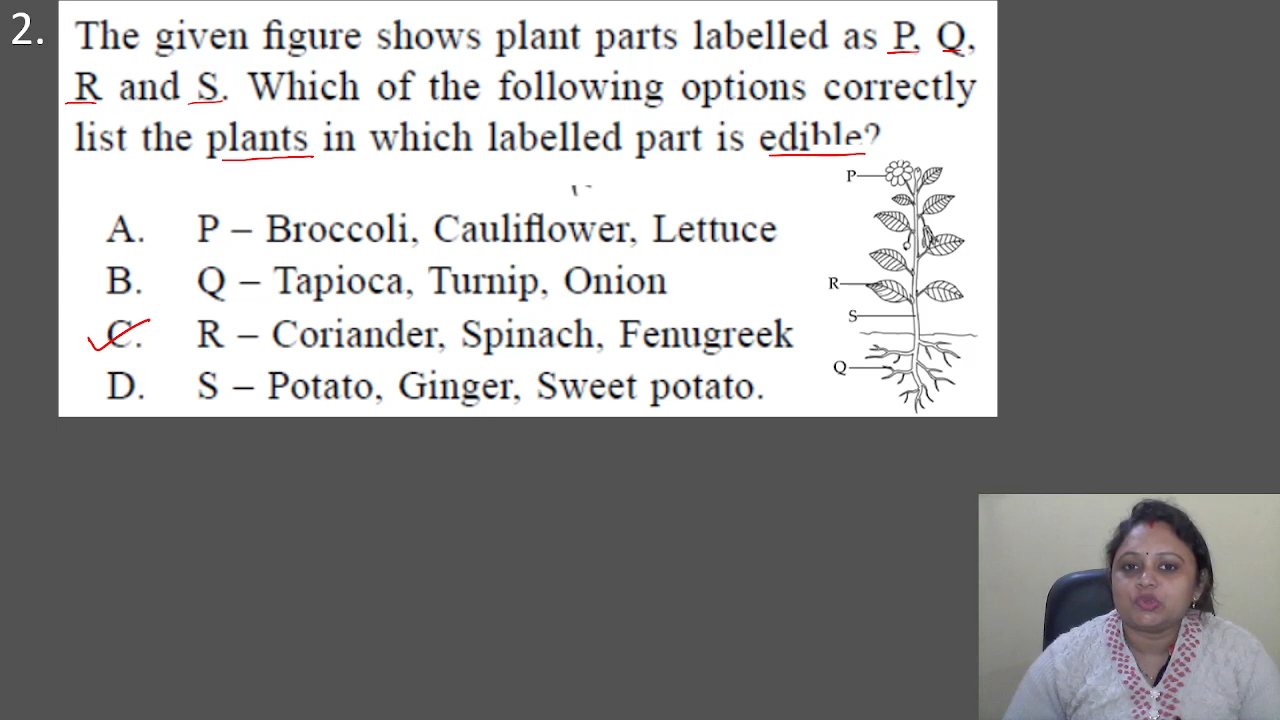 2.
The given figure shows plant parts labelled as P, Q,
R and S. Which of the following options correctly
list the plants in which labelled part is edible?
A. P – Broccoli, Cauliflower, Lettuce
B. Q – Tapioca, Turnip, Onion
C. R – Coriander, Spinach, Fenugreek
D. S – Potato, Ginger, Sweet potato.
P
R
S
Q